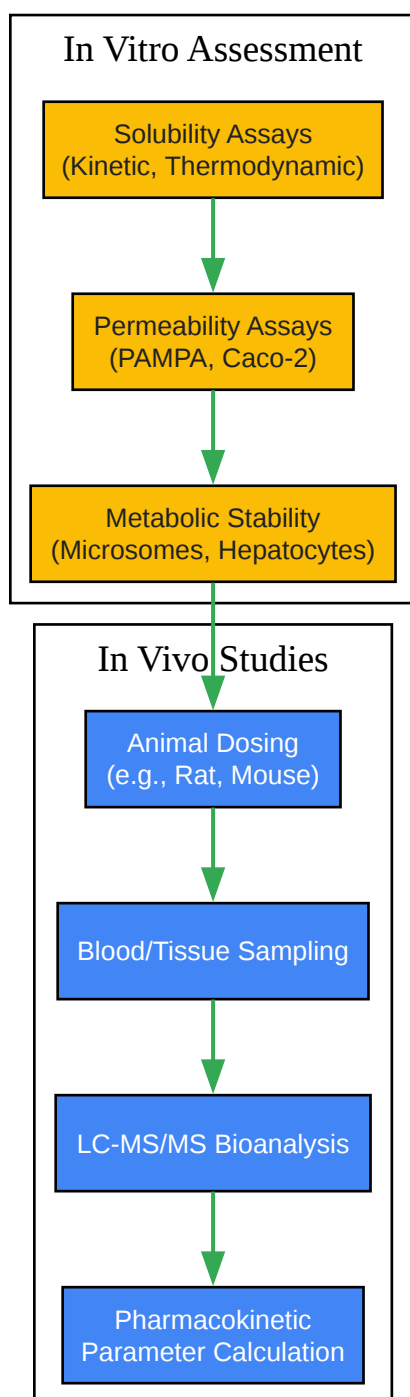 In Vitro Assessment
Solubility Assays
(Kinetic, Thermodynamic)
Permeability Assays
(PAMPA, Caco-2)
Metabolic Stability
(Microsomes, Hepatocytes)
In Vivo Studies
Animal Dosing
(e.g., Rat, Mouse)
Blood/Tissue Sampling
LC-MS/MS Bioanalysis
Pharmacokinetic
Parameter Calculation